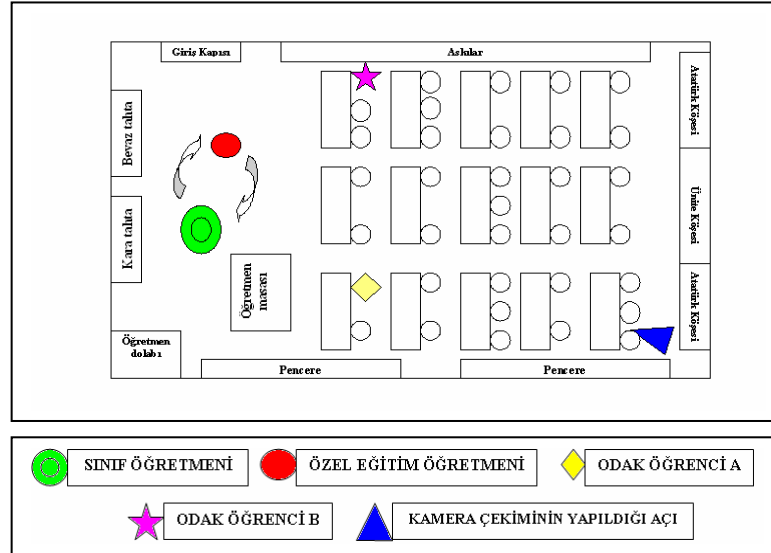 Giriş Kapısı
Askılar
Beyaz tahta
Kara tahta
Öğretmen
masası
Öğretmen
dolabı
Pencere
Pencere
Atatürk Köşesi
Ünite Köşesi
Atatürk Köşesi
SINIF ÖĞRETMENİ
ÖZEL EĞİTİM ÖĞRETMENİ
ODAK ÖĞRENCİ A
ODAK ÖĞRENCİ B
KAMERA ÇEKİMİNİN YAPILDIĞI AÇI